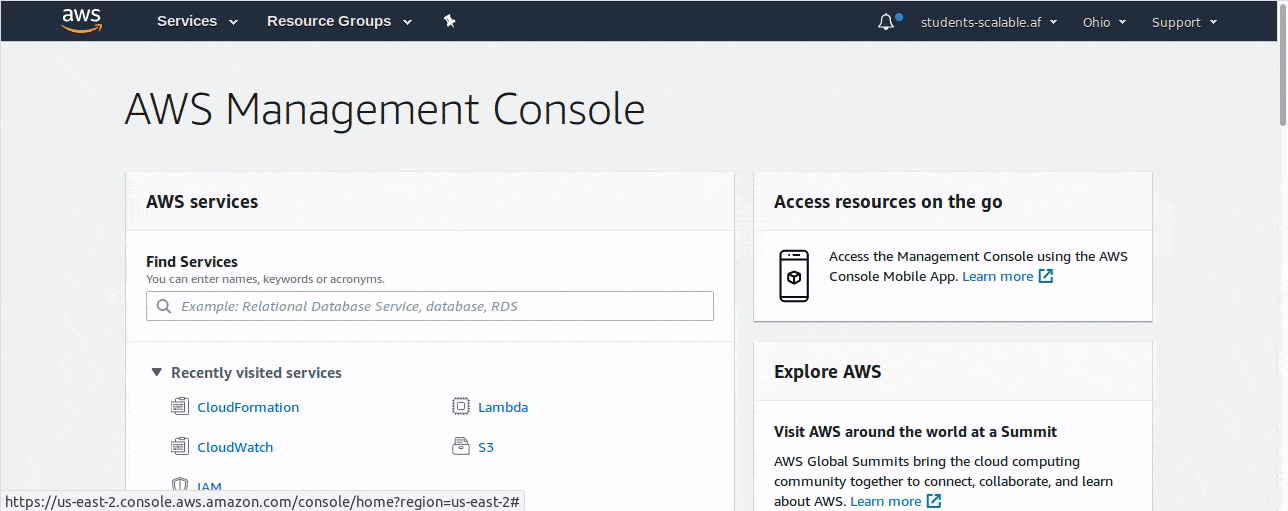 aws Services Resource Groups students-scalable.af Ohio Support
AWS Management Console
AWS services
Find Services
You can enter names, keywords or acronyms.
Example: Relational Database Service, database, RDS
Recently visited services
CloudFormation Lambda
CloudWatch S3
IAM
Access resources on the go
Access the Management Console using the AWS
Console Mobile App. Learn more
Explore AWS
Visit AWS around the world at a Summit
AWS Global Summits bring the cloud computing
community together to connect, collaborate, and learn
about AWS. Learn more
https://us-east-2.console.aws.amazon.com/console/home?region=us-east-2#